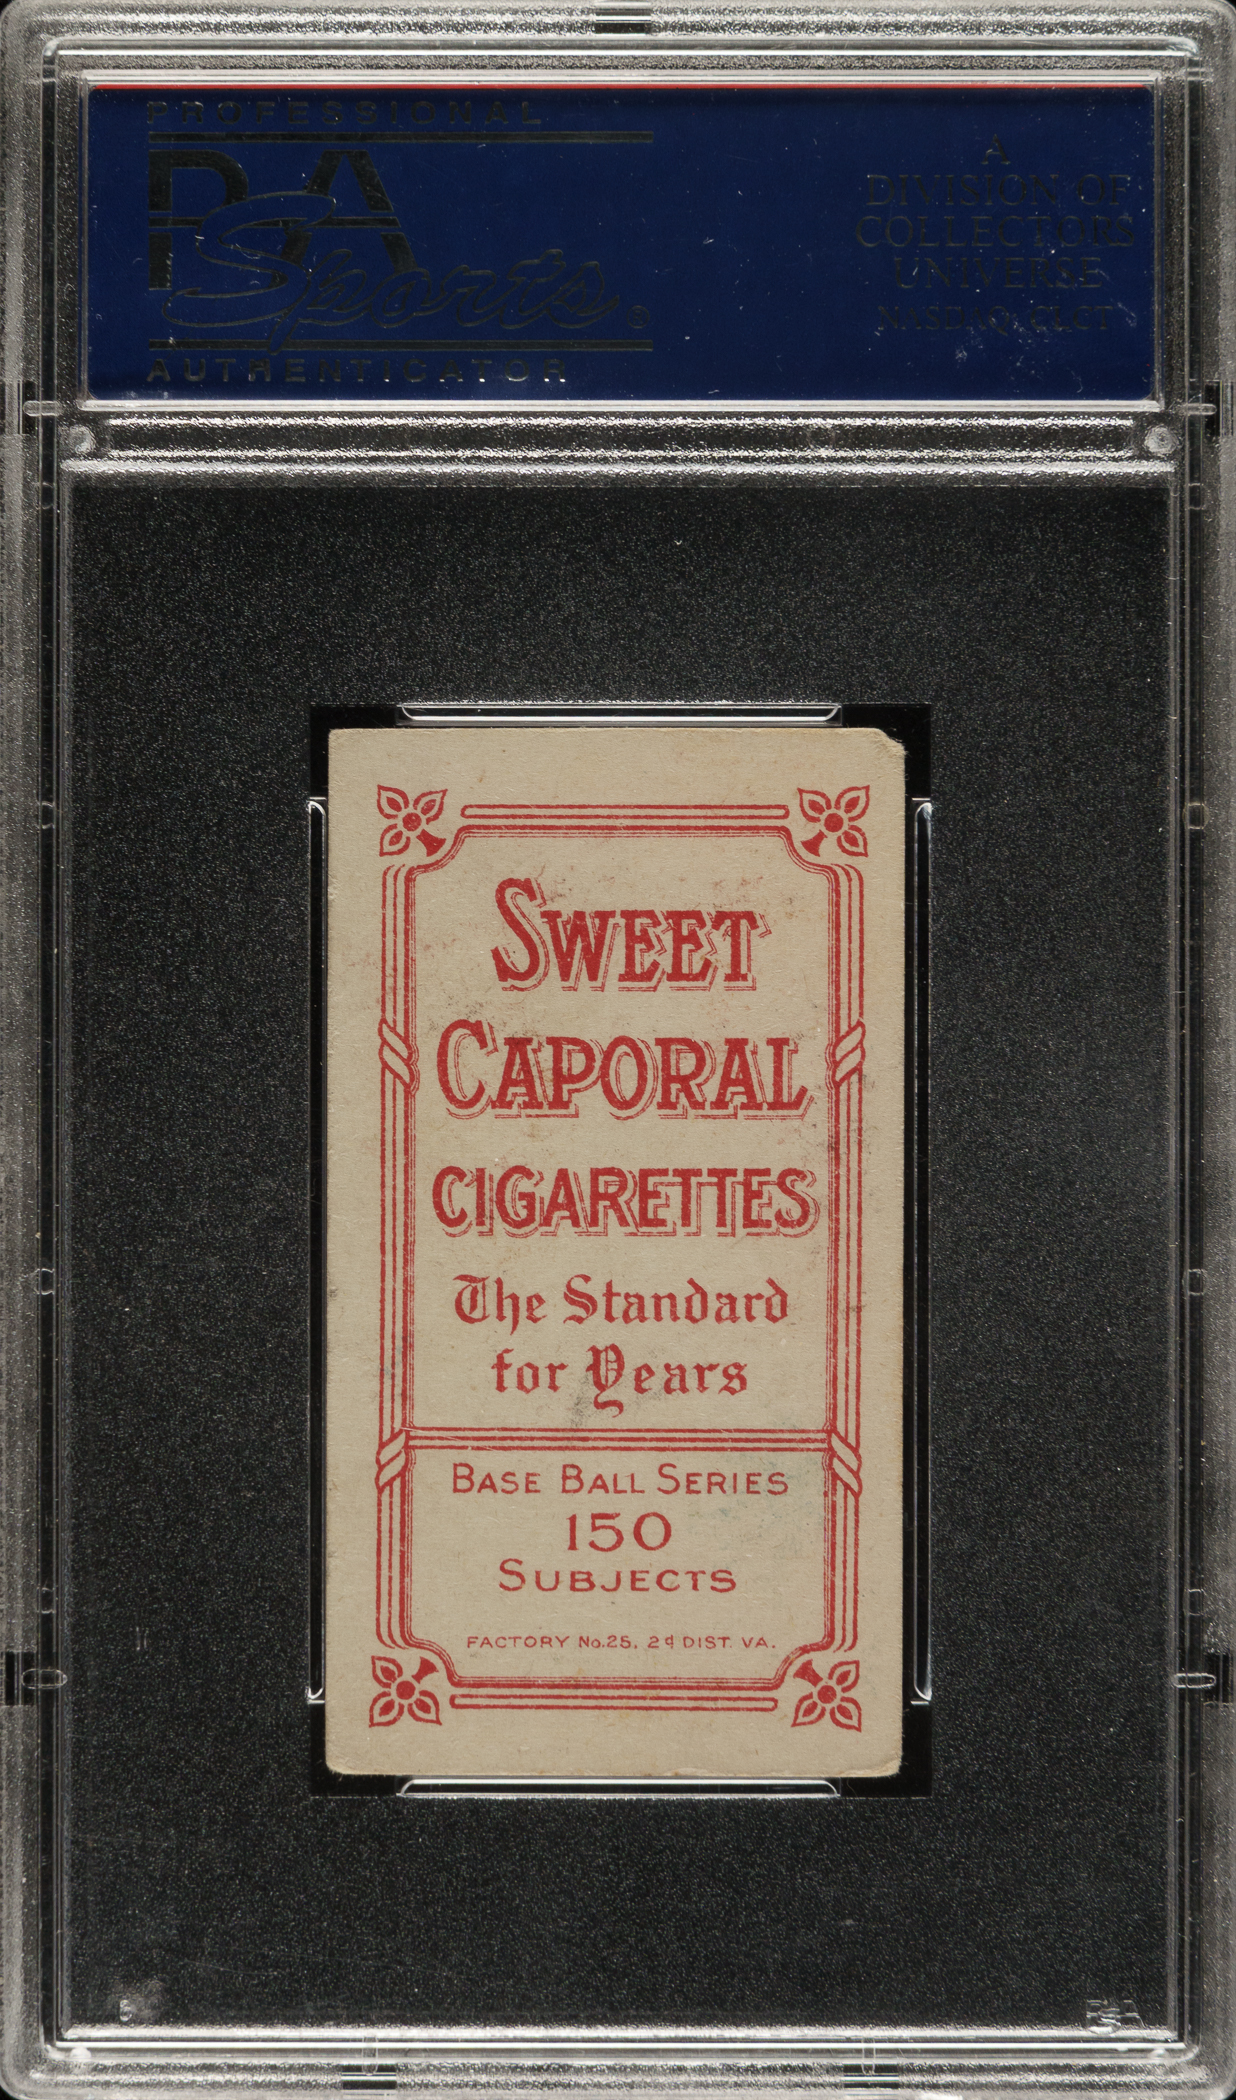 PROFESSIONAL
PSA
Sports®
AUTHENTICATOR
A
DIVISION OF
COLLECTORS
UNIVERSE
NASDAQ: CLCT
SWEET
CAPORAL
CIGARETTES
The Standard
for Years
BASE BALL SERIES
150
SUBJECTS
FACTORY No.25, 2d DIST. VA.
PSA